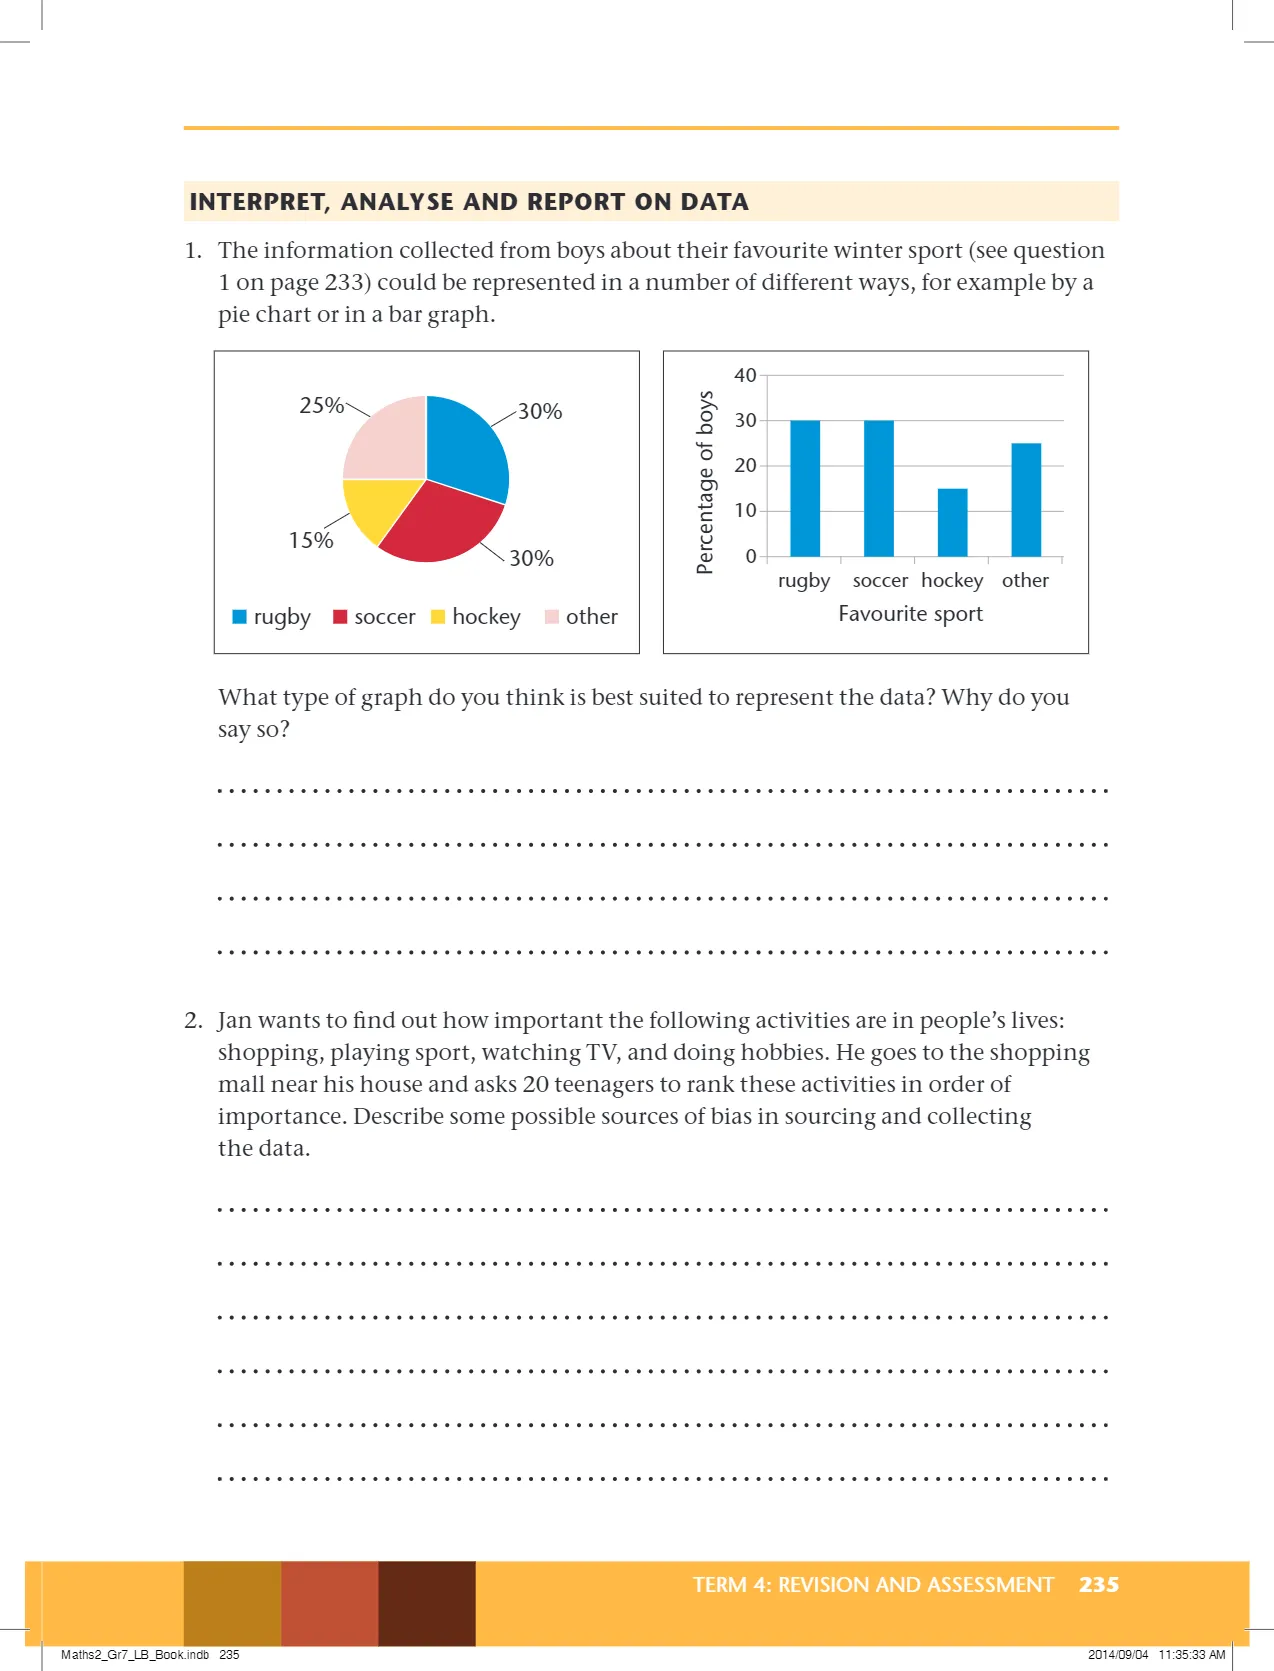 INTERPRET, ANALYSE AND REPORT ON DATA
1. The information collected from boys about their favourite winter sport (see question
1 on page 233) could be represented in a number of different ways, for example by a
pie chart or in a bar graph.
25%
30%
15%
30%
rugby soccer hockey other
Percentage of boys
40
30
20
10
0
rugby soccer hockey other
Favourite sport
What type of graph do you think is best suited to represent the data? Why do you
say so?
2. Jan wants to find out how important the following activities are in people’s lives:
shopping, playing sport, watching TV, and doing hobbies. He goes to the shopping
mall near his house and asks 20 teenagers to rank these activities in order of
importance. Describe some possible sources of bias in sourcing and collecting
the data.
TERM 4: REVISION AND ASSESSMENT 235
Maths2_Gr7_LB_Book.indb 235
2014/09/04 11:35:33 AM